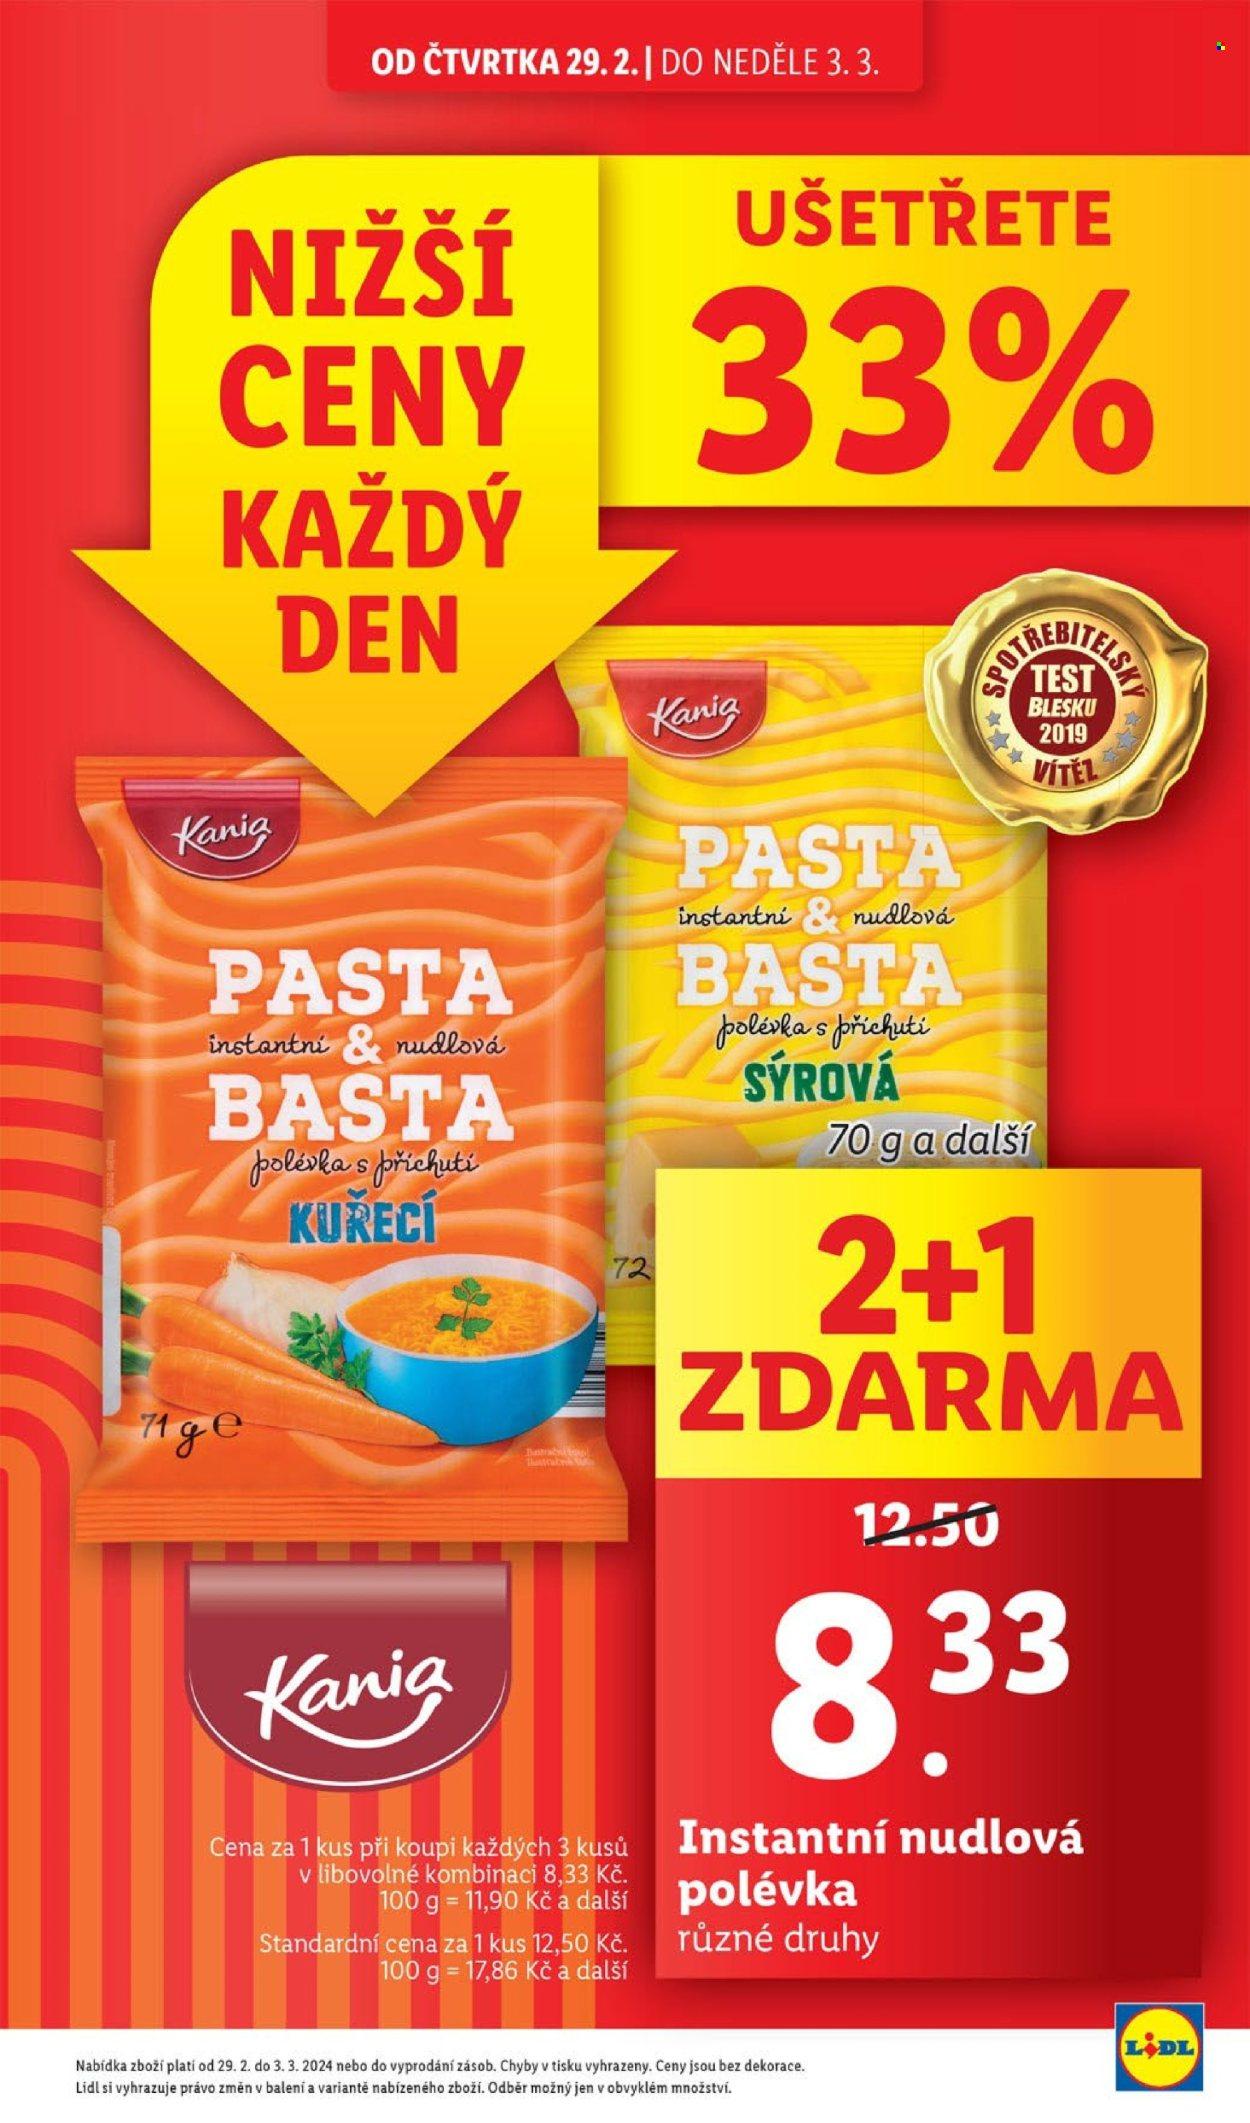 OD ČTVRTKA 29. 2. | DO NEDĚLE 3. 3.
NIŽŠÍ
CENY
KAŽDÝ
DEN
UŠETŘETE
33%
SPOTŘEBITELSKÝ
TEST
BLESKU
2019
VÍTĚZ
Kania
PASTA
instantní & nudlová
BASTA
polévka s příchutí
SÝROVÁ
70 g a další
72
Kania
PASTA
instantní & nudlová
BASTA
polévka s příchutí
KUŘECÍ
71 g e
2+1
ZDARMA
12.50
8.33
Instantní nudlová
polévka
různé druhy
Kania
Cena za 1 kus při koupi každých 3 kusů
v libovolné kombinaci 8,33 Kč.
100 g = 11,90 Kč a další
Standardní cena za 1 kus 12,50 Kč.
100 g = 17,86 Kč a další
LIDL
Nabídka zboží platí od 29. 2. do 3. 3. 2024 nebo do vyprodání zásob. Chyby v tisku vyhrazeny. Ceny jsou bez dekorace.
Lidl si vyhrazuje právo změn v balení a variantě nabízeného zboží. Odběr možný jen v obvyklém množství.